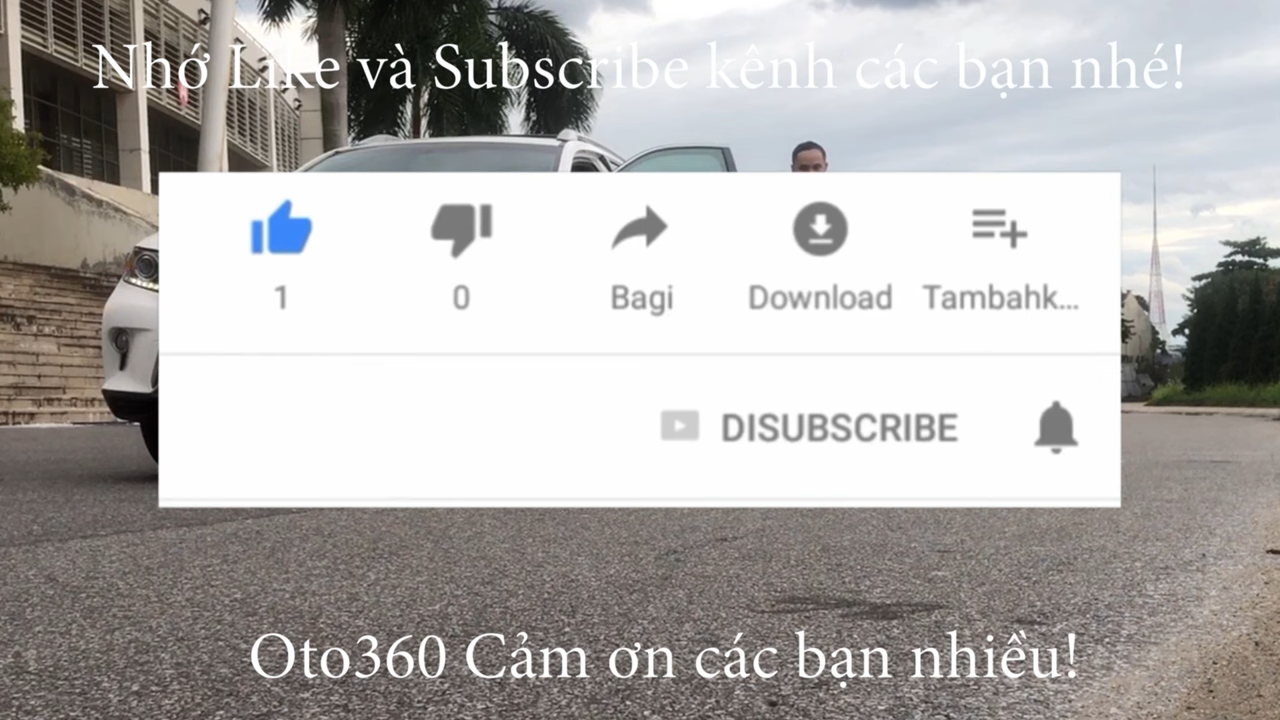 Nhớ Like và Subscribe kênh các bạn nhé!
1 0 Bagi Download Tambahk...
DISUBSCRIBE
Oto360 Cảm ơn các bạn nhiều!